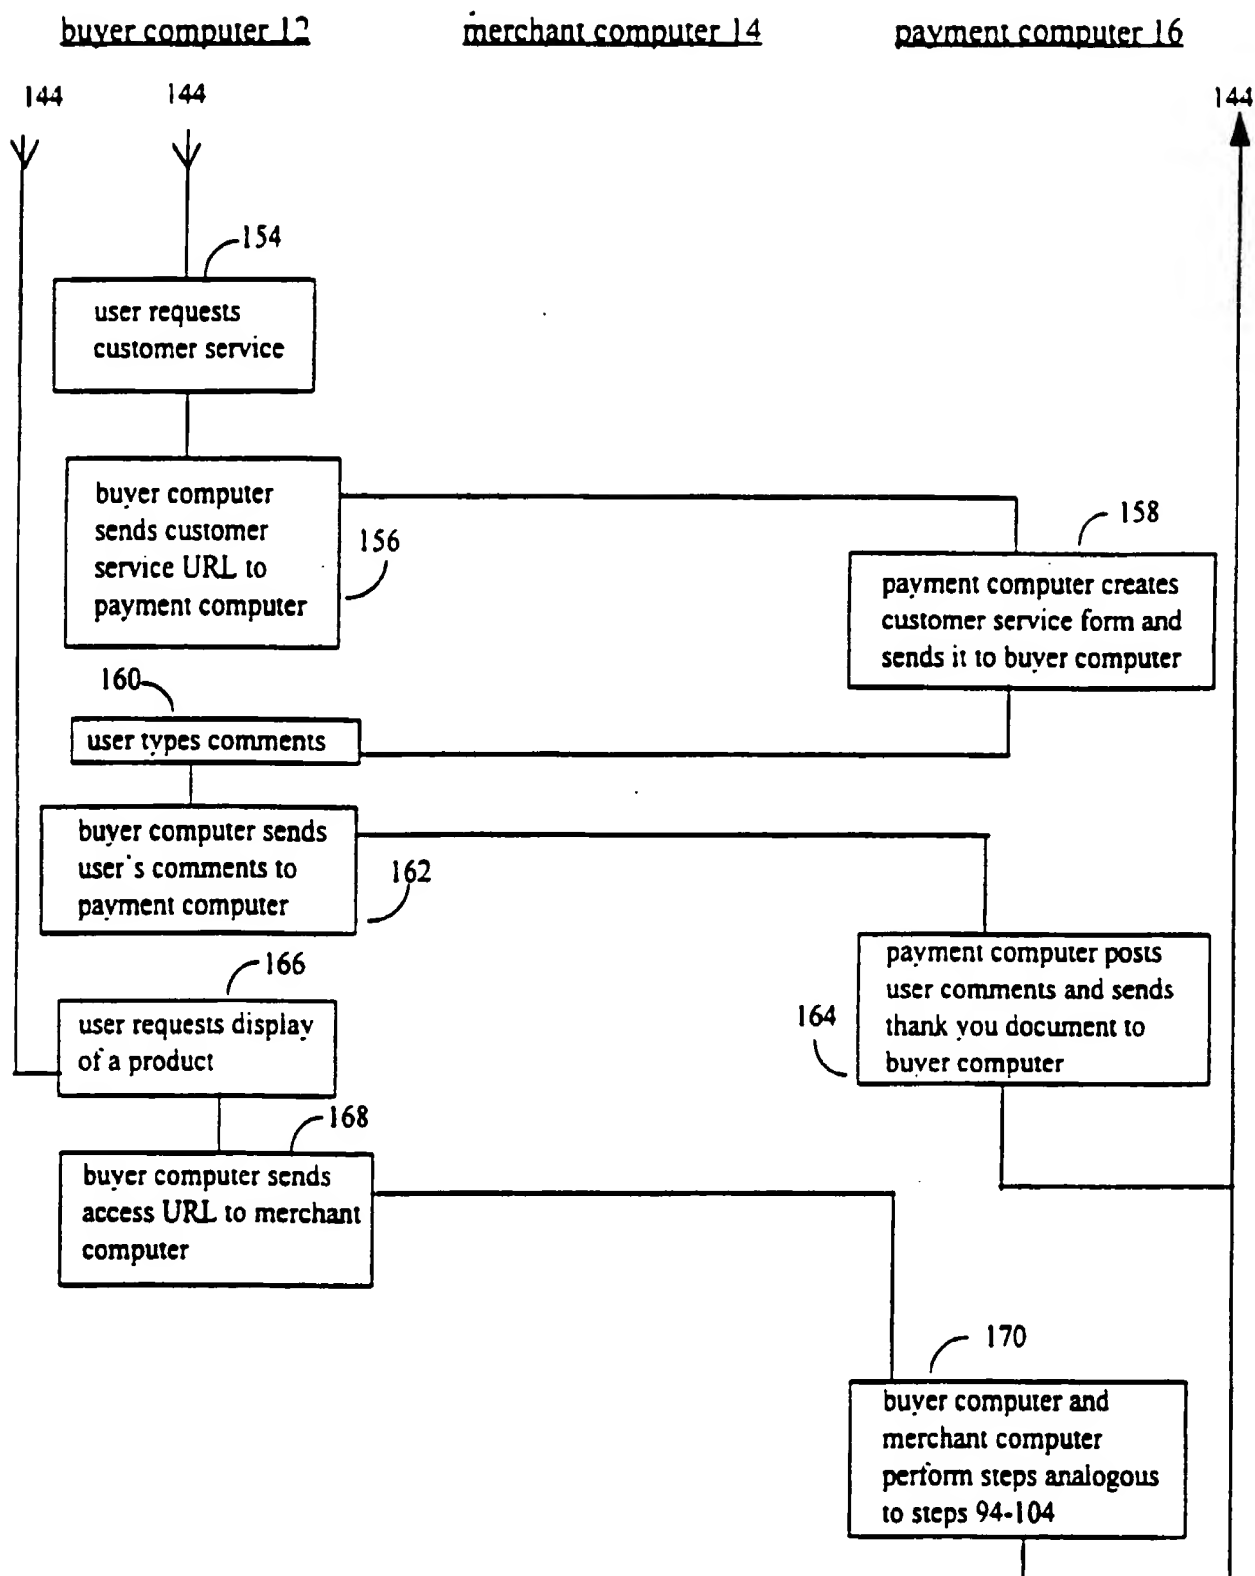 buyer computer 12
merchant computer 14
payment computer 16
144
144
144
154
user requests
customer service
buyer computer
sends customer
service URL to
payment computer
156
158
payment computer creates
customer service form and
sends it to buyer computer
160
user types comments
buyer computer sends
user's comments to
payment computer
162
payment computer posts
user comments and sends
thank you document to
buyer computer
164
166
user requests display
of a product
168
buyer computer sends
access URL to merchant
computer
170
buyer computer and
merchant computer
perform steps analogous
to steps 94-104